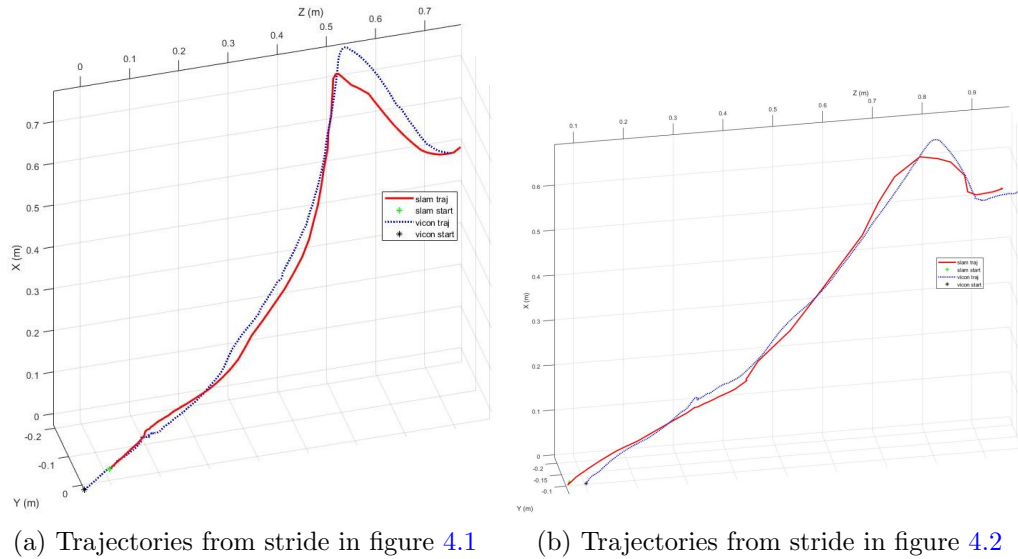 Z (m)
0 0.1 0.2 0.3 0.4 0.5 0.6 0.7
X (m)
0.7
0.6
0.5
0.4
0.3
0.2
0.1
0
-0.2
-0.1
0
Y (m)
slam traj
slam start
vicon traj
vicon start
Z (m)
0.1 0.2 0.3 0.4 0.5 0.6 0.7 0.8 0.9
X (m)
0.6
0.5
0.4
0.3
0.2
0.1
0
-0.2
-0.15
-0.1
Y (m)
slam traj
slam start
vicon traj
vicon start
(a) Trajectories from stride in figure 4.1
(b) Trajectories from stride in figure 4.2